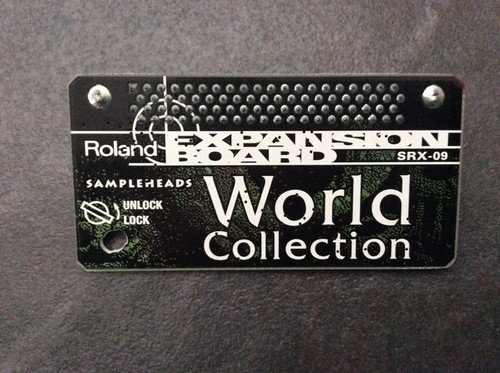 Roland EXPANSION BOARD
SRX-09
SAMPLEHEADS
UNLOCK
LOCK
World
Collection